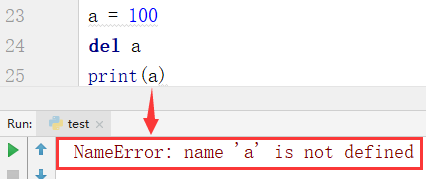 23 a = 100
24 del a
25 print(a)
Run: test ×
NameError: name 'a' is not defined